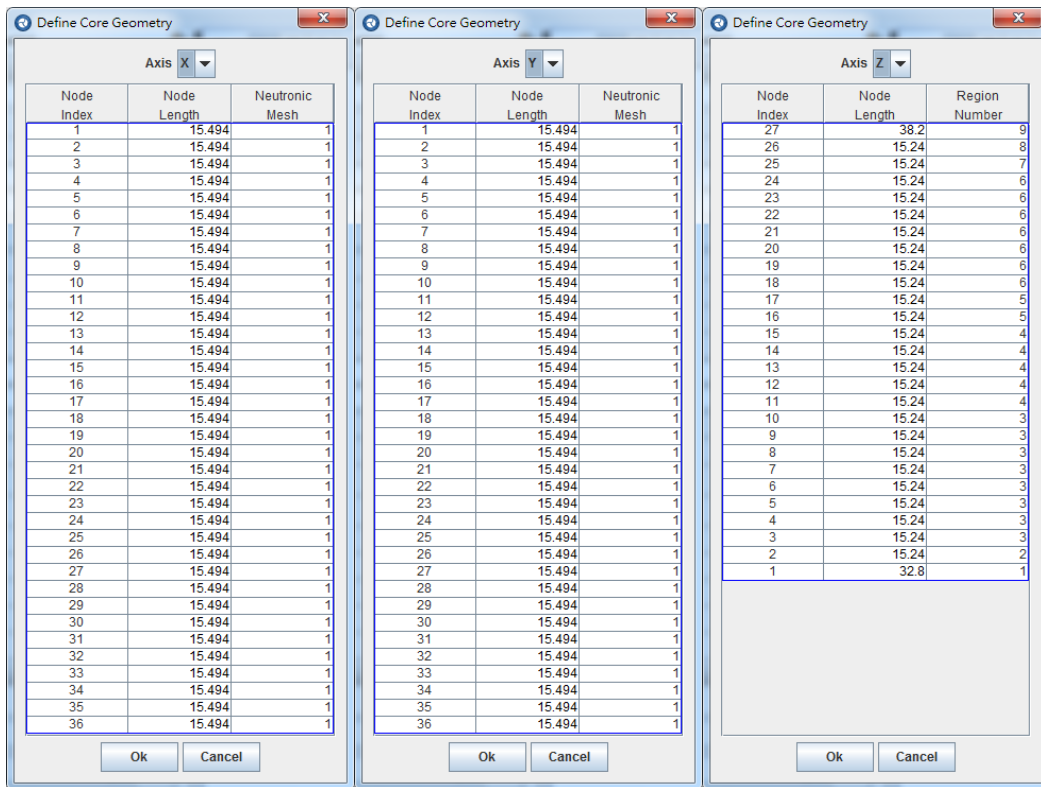 Define Core Geometry
X
Axis X
Node Node Neutronic
Index Length Mesh
1 15.494 1
2 15.494 1
3 15.494 1
4 15.494 1
5 15.494 1
6 15.494 1
7 15.494 1
8 15.494 1
9 15.494 1
10 15.494 1
11 15.494 1
12 15.494 1
13 15.494 1
14 15.494 1
15 15.494 1
16 15.494 1
17 15.494 1
18 15.494 1
19 15.494 1
20 15.494 1
21 15.494 1
22 15.494 1
23 15.494 1
24 15.494 1
25 15.494 1
26 15.494 1
27 15.494 1
28 15.494 1
29 15.494 1
30 15.494 1
31 15.494 1
32 15.494 1
33 15.494 1
34 15.494 1
35 15.494 1
36 15.494 1
Ok Cancel
Define Core Geometry
X
Axis Y
Node Node Neutronic
Index Length Mesh
1 15.494 1
2 15.494 1
3 15.494 1
4 15.494 1
5 15.494 1
6 15.494 1
7 15.494 1
8 15.494 1
9 15.494 1
10 15.494 1
11 15.494 1
12 15.494 1
13 15.494 1
14 15.494 1
15 15.494 1
16 15.494 1
17 15.494 1
18 15.494 1
19 15.494 1
20 15.494 1
21 15.494 1
22 15.494 1
23 15.494 1
24 15.494 1
25 15.494 1
26 15.494 1
27 15.494 1
28 15.494 1
29 15.494 1
30 15.494 1
31 15.494 1
32 15.494 1
33 15.494 1
34 15.494 1
35 15.494 1
36 15.494 1
Ok Cancel
Define Core Geometry
X
Axis Z
Node Node Region
Index Length Number
27 38.2 9
26 15.24 8
25 15.24 7
24 15.24 6
23 15.24 6
22 15.24 6
21 15.24 6
20 15.24 6
19 15.24 6
18 15.24 6
17 15.24 5
16 15.24 5
15 15.24 4
14 15.24 4
13 15.24 4
12 15.24 4
11 15.24 4
10 15.24 3
9 15.24 3
8 15.24 3
7 15.24 3
6 15.24 3
5 15.24 3
4 15.24 3
3 15.24 3
2 15.24 2
1 32.8 1
Ok Cancel